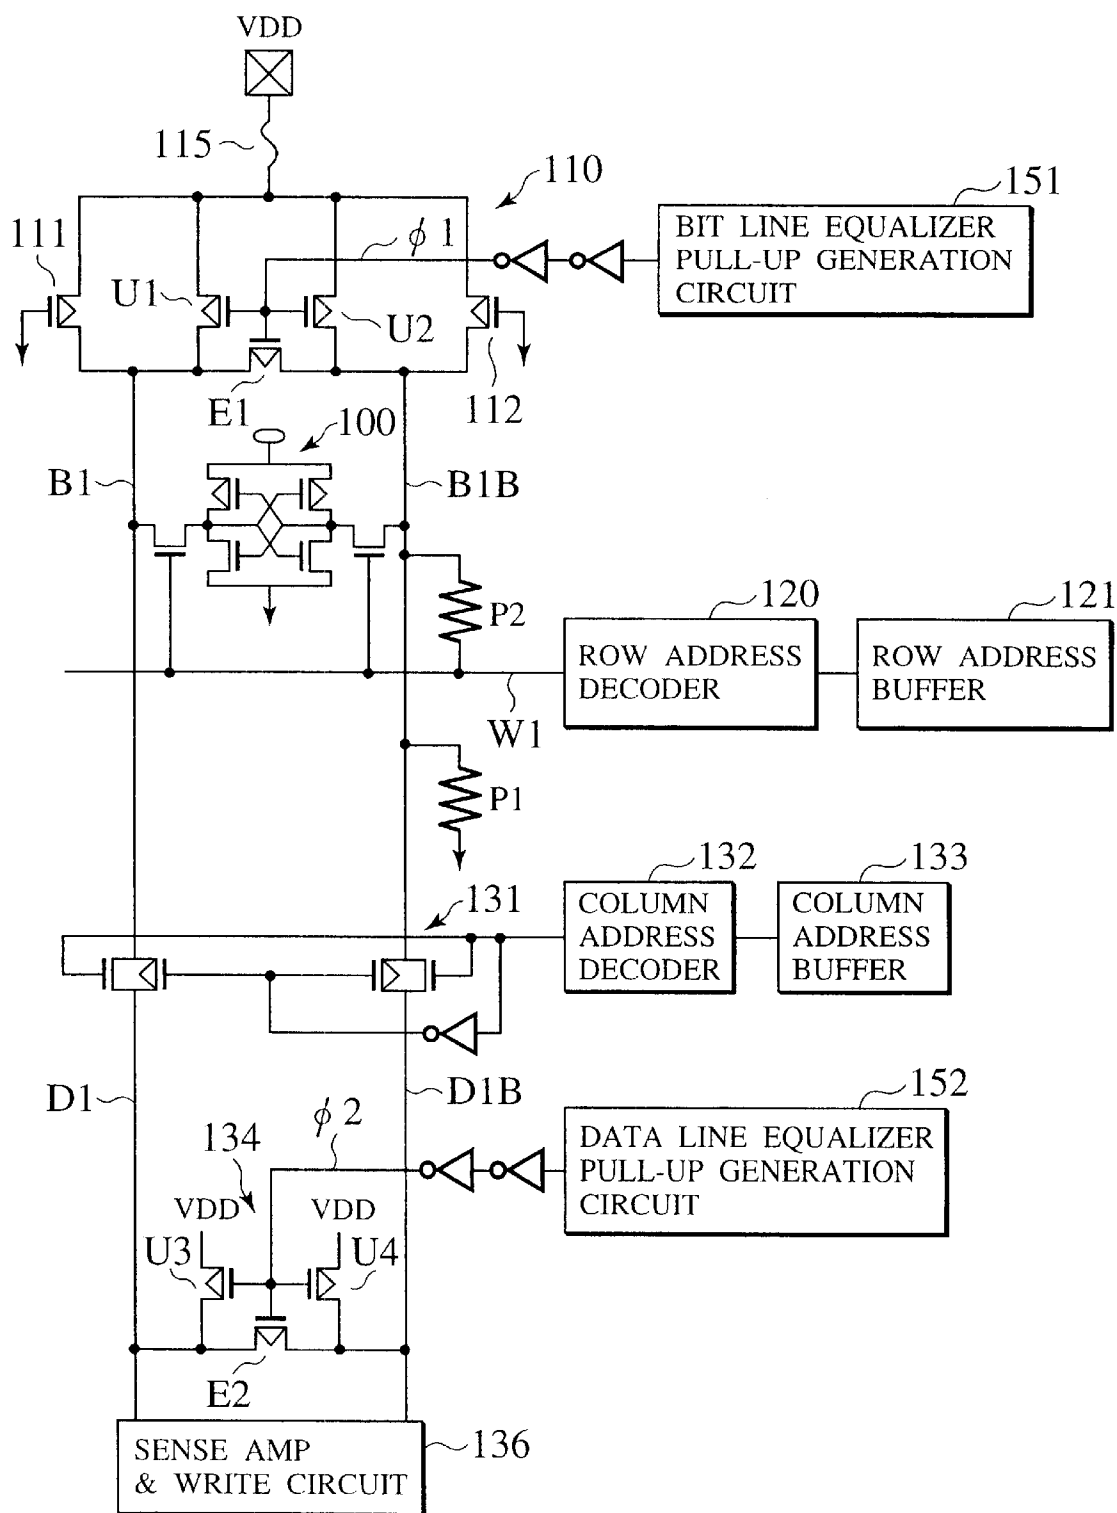 VDD
115
110
151
111
φ1
BIT LINE EQUALIZER
PULL-UP GENERATION
CIRCUIT
U1
U2
E1
112
100
B1
B1B
P2
120
121
ROW ADDRESS
DECODER
ROW ADDRESS
BUFFER
W1
P1
131
132
133
COLUMN
ADDRESS
DECODER
COLUMN
ADDRESS
BUFFER
D1
D1B
152
134
φ2
DATA LINE EQUALIZER
PULL-UP GENERATION
CIRCUIT
VDD
VDD
U3
U4
E2
SENSE AMP
& WRITE CIRCUIT
136